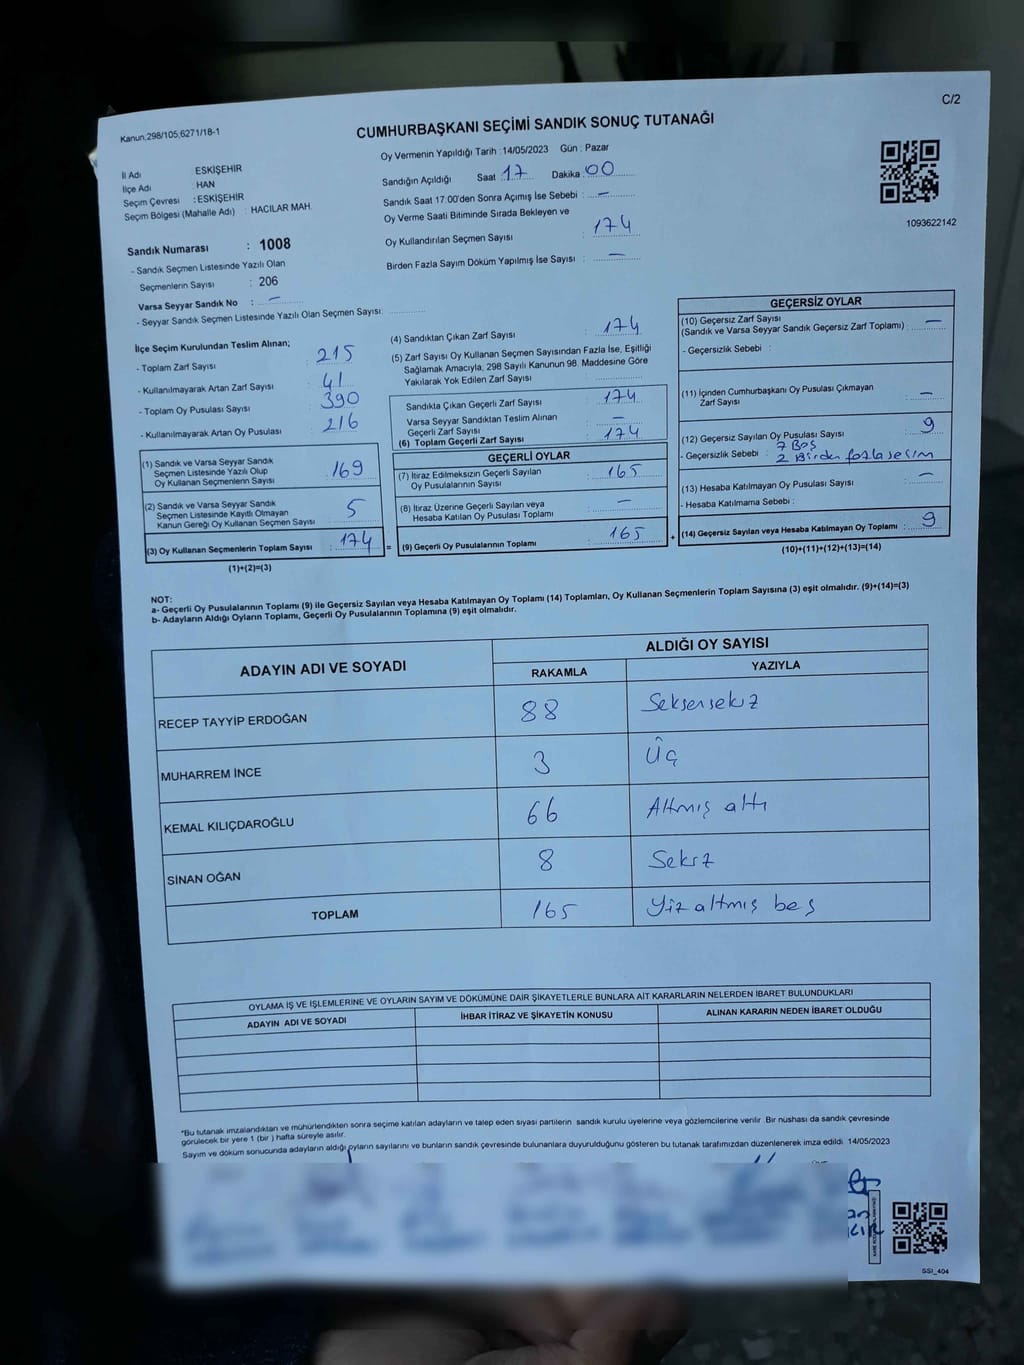 C/2
Kanun:298/105;6271/18-1
CUMHURBAŞKANI SEÇİMİ SANDIK SONUÇ TUTANAĞI
Oy Vermenin Yapıldığı Tarih : 14/05/2023 Gün : Pazar
İl Adı : ESKİŞEHİR
İlçe Adı : HAN
Seçim Çevresi : ESKİŞEHİR
Seçim Bölgesi (Mahalle Adı) : HACILAR MAH.
Sandığın Açıldığı Saat : 17 Dakika : 00
Sandık Saat 17:00'den Sonra Açılmış İse Sebebi : —
Oy Verme Saati Bitiminde Sırada Bekleyen ve
Oy Kullandırılan Seçmen Sayısı : 174
Birden Fazla Sayım Döküm Yapılmış İse Sayısı : —
1093622142
Sandık Numarası : 1008
- Sandık Seçmen Listesinde Yazılı Olan
Seçmenlerin Sayısı : 206
Varsa Seyyar Sandık No : —
- Seyyar Sandık Seçmen Listesinde Yazılı Olan Seçmen Sayısı:
İlçe Seçim Kurulundan Teslim Alınan;
- Toplam Zarf Sayısı : 215
- Kullanılmayarak Artan Zarf Sayısı : 41
- Toplam Oy Pusulası Sayısı : 390
- Kullanılmayarak Artan Oy Pusulası : 216
(1) Sandık ve Varsa Seyyar Sandık
Seçmen Listesinde Yazılı Olup
Oy Kullanan Seçmenlerin Sayısı : 169
(2) Sandık ve Varsa Seyyar Sandık
Seçmen Listesinde Kayıtlı Olmayan
Kanun Gereği Oy Kullanan Seçmen Sayısı : 5
(3) Oy Kullanan Seçmenlerin Toplam Sayısı : 174 =
(1)+(2)=(3)
(4) Sandıktan Çıkan Zarf Sayısı : 174
(5) Zarf Sayısı Oy Kullanan Seçmen Sayısından Fazla İse, Eşitliği
Sağlamak Amacıyla; 298 Sayılı Kanunun 98. Maddesine Göre
Yakılarak Yok Edilen Zarf Sayısı :
Sandıkta Çıkan Geçerli Zarf Sayısı : 174
Varsa Seyyar Sandıktan Teslim Alınan
Geçerli Zarf Sayısı : —
(6) Toplam Geçerli Zarf Sayısı : 174
GEÇERLİ OYLAR
(7) İtiraz Edilmeksizin Geçerli Sayılan
Oy Pusulalarının Sayısı : 165
(8) İtiraz Üzerine Geçerli Sayılan veya
Hesaba Katılan Oy Pusulası Toplamı : —
(9) Geçerli Oy Pusulalarının Toplamı : 165 +
GEÇERSİZ OYLAR
(10) Geçersiz Zarf Sayısı
(Sandık ve Varsa Seyyar Sandık Geçersiz Zarf Toplamı) : —
- Geçersizlik Sebebi :
(11) İçinden Cumhurbaşkanı Oy Pusulası Çıkmayan
Zarf Sayısı : —
(12) Geçersiz Sayılan Oy Pusulası Sayısı : 9
- Geçersizlik Sebebi : 7 Boş
2 Birden fazla seçim
(13) Hesaba Katılmayan Oy Pusulası Sayısı : —
- Hesaba Katılmama Sebebi :
(14) Geçersiz Sayılan veya Hesaba Katılmayan Oy Toplamı : 9
(10)+(11)+(12)+(13)=(14)
NOT:
a- Geçerli Oy Pusulalarının Toplamı (9) ile Geçersiz Sayılan veya Hesaba Katılmayan Oy Toplamı (14) Toplamları, Oy Kullanan Seçmenlerin Toplam Sayısına (3) eşit olmalıdır. (9)+(14)=(3)
b- Adayların Aldığı Oyların Toplamı, Geçerli Oy Pusulalarının Toplamına (9) eşit olmalıdır.
ADAYIN ADI VE SOYADI ALDIĞI OY SAYISI
RAKAMLA YAZIYLA
RECEP TAYYİP ERDOĞAN 88 Seksensekiz
MUHARREM İNCE 3 Üç
KEMAL KILIÇDAROĞLU 66 Altmış altı
SİNAN OĞAN 8 Sekiz
TOPLAM 165 Yüz altmış beş
OYLAMA İŞ VE İŞLEMLERİNE VE OYLARIN SAYIM VE DÖKÜMÜNE DAİR ŞİKAYETLERLE BUNLARA AİT KARARLARIN NELERDEN İBARET BULUNDUKLARI
ADAYIN ADI VE SOYADI İHBAR İTİRAZ VE ŞİKAYETİN KONUSU ALINAN KARARIN NEDEN İBARET OLDUĞU
*Bu tutanak imzalandıktan ve mühürlendikten sonra seçime katılan adayların ve talep eden siyasi partilerin sandık kurulu üyelerine veya gözlemcilerine verilir. Bir nüshası da sandık çevresinde
görülecek bir yere 1 (bir) hafta süreyle asılır.
Sayım ve döküm sonucunda adayların aldığı oyların sayılarını ve bunların sandık çevresinde bulunanlara duyurulduğunu gösteren bu tutanak tarafımızdan düzenlenerek imza edildi. 14/05/2023
SSI_404